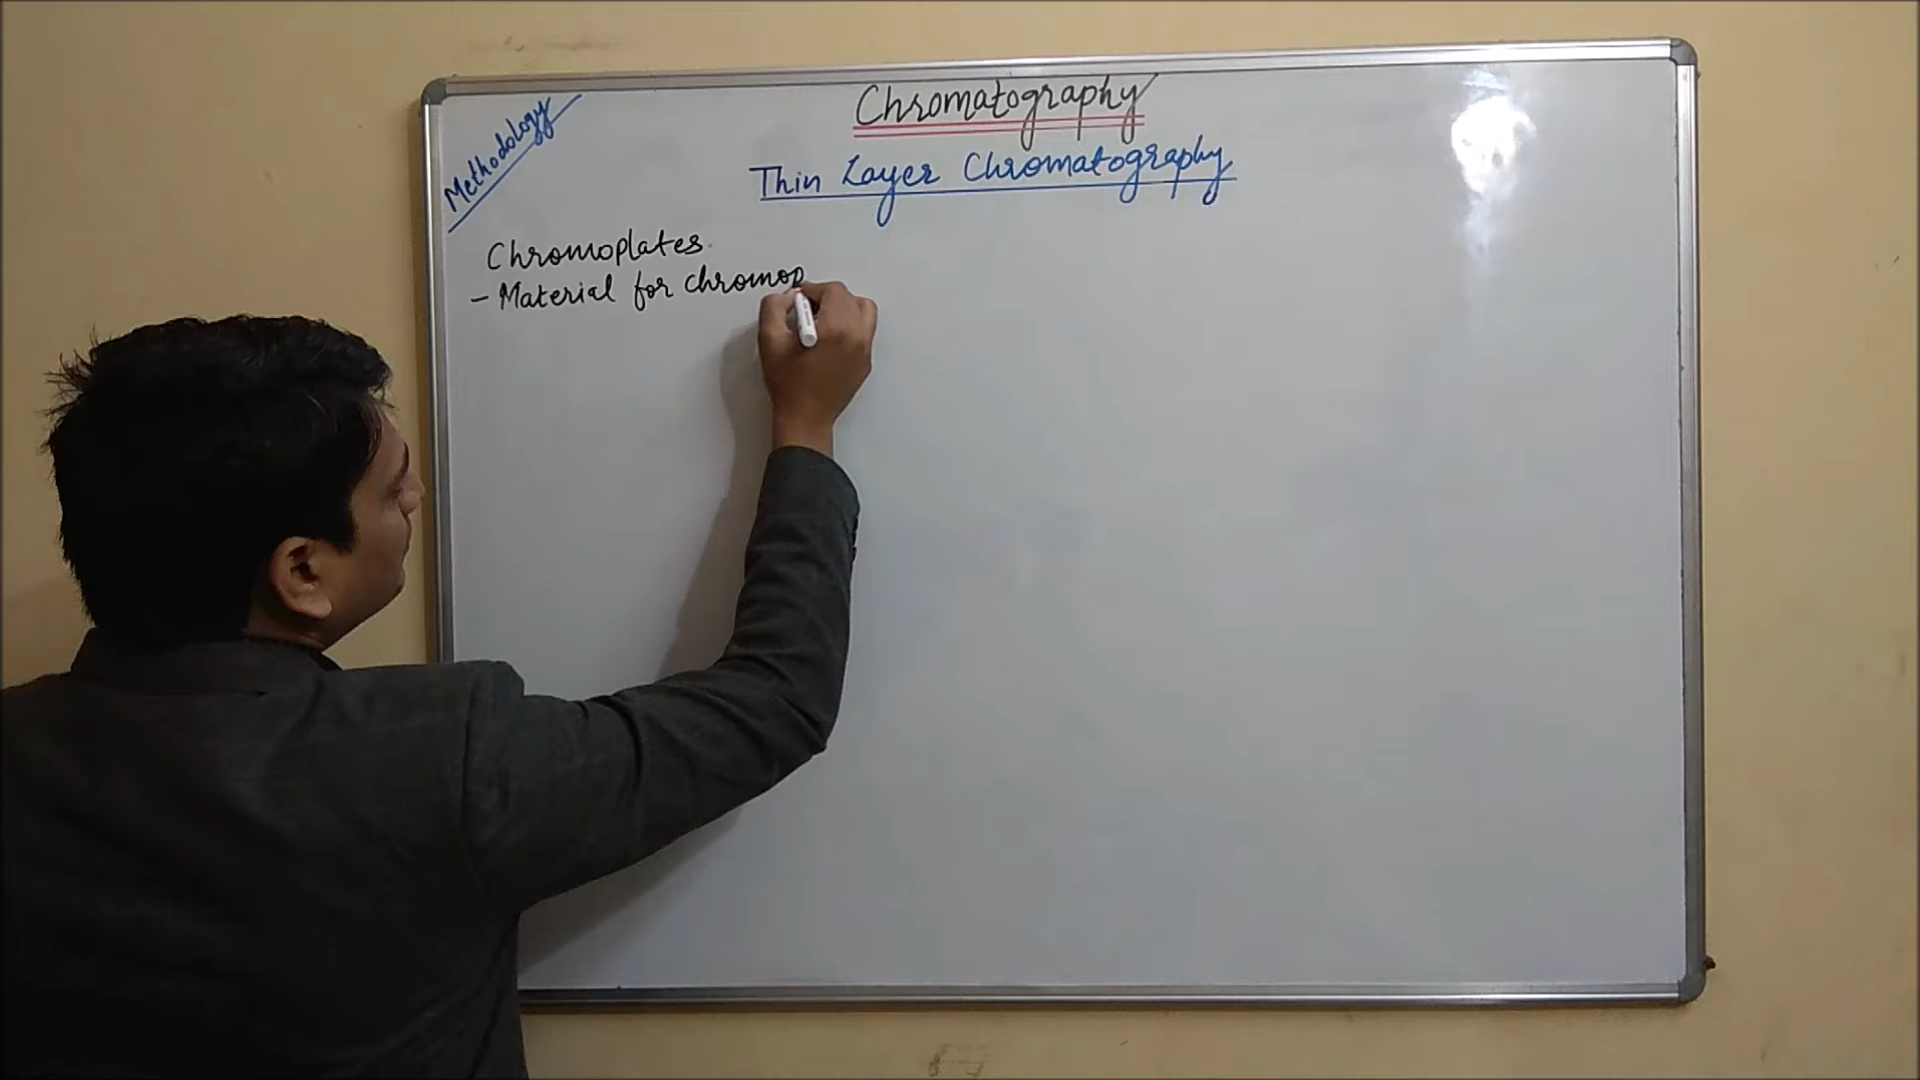 Chromatography
Methodology
Thin Layer Chromatography
Chromoplates
- Material for chromop